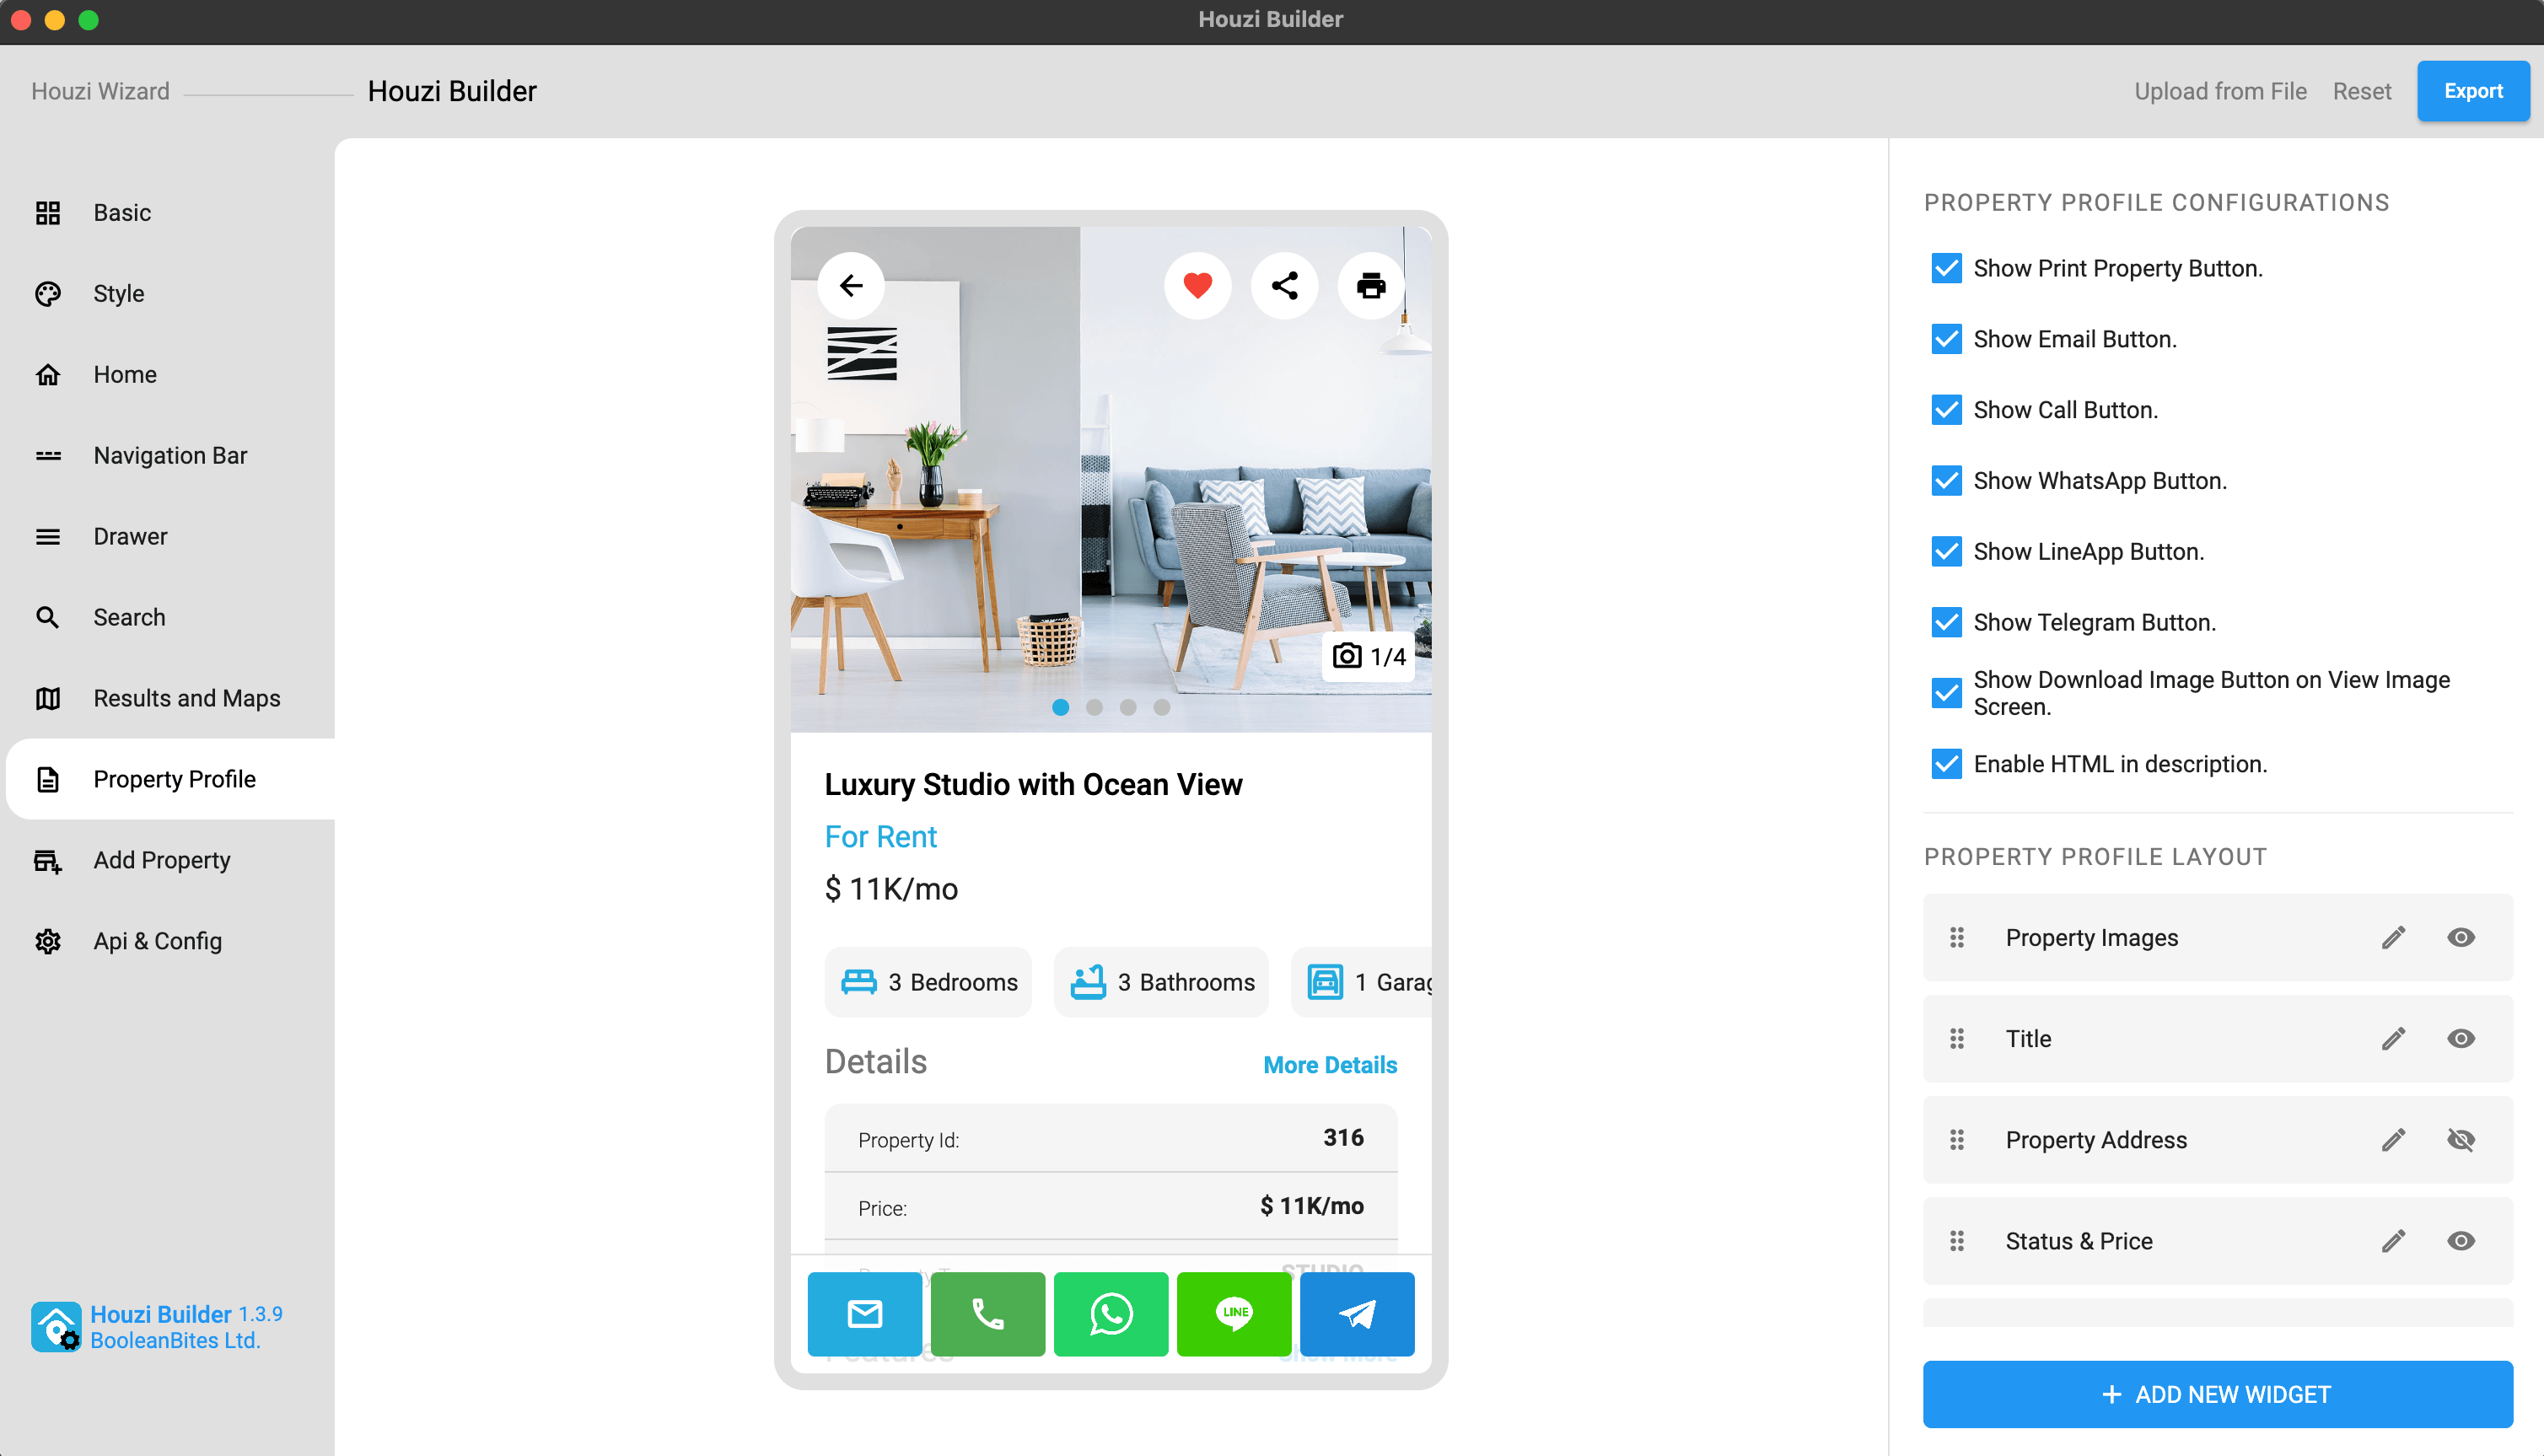 Houzi Builder
Houzi Wizard
Houzi Builder
Upload from File
Reset
Export
Basic
Style
Home
Navigation Bar
Drawer
Search
Results and Maps
Property Profile
Add Property
Api & Config
Houzi Builder 1.3.9
BooleanBites Ltd.
1/4
Luxury Studio with Ocean View
For Rent
$ 11K/mo
3 Bedrooms
3 Bathrooms
1 Garag
Details
More Details
Property Id:
316
Price:
$ 11K/mo
STUDIO
Features
Show More
LINE
PROPERTY PROFILE CONFIGURATIONS
Show Print Property Button.
Show Email Button.
Show Call Button.
Show WhatsApp Button.
Show LineApp Button.
Show Telegram Button.
Show Download Image Button on View Image
Screen.
Enable HTML in description.
PROPERTY PROFILE LAYOUT
Property Images
Title
Property Address
Status & Price
ADD NEW WIDGET